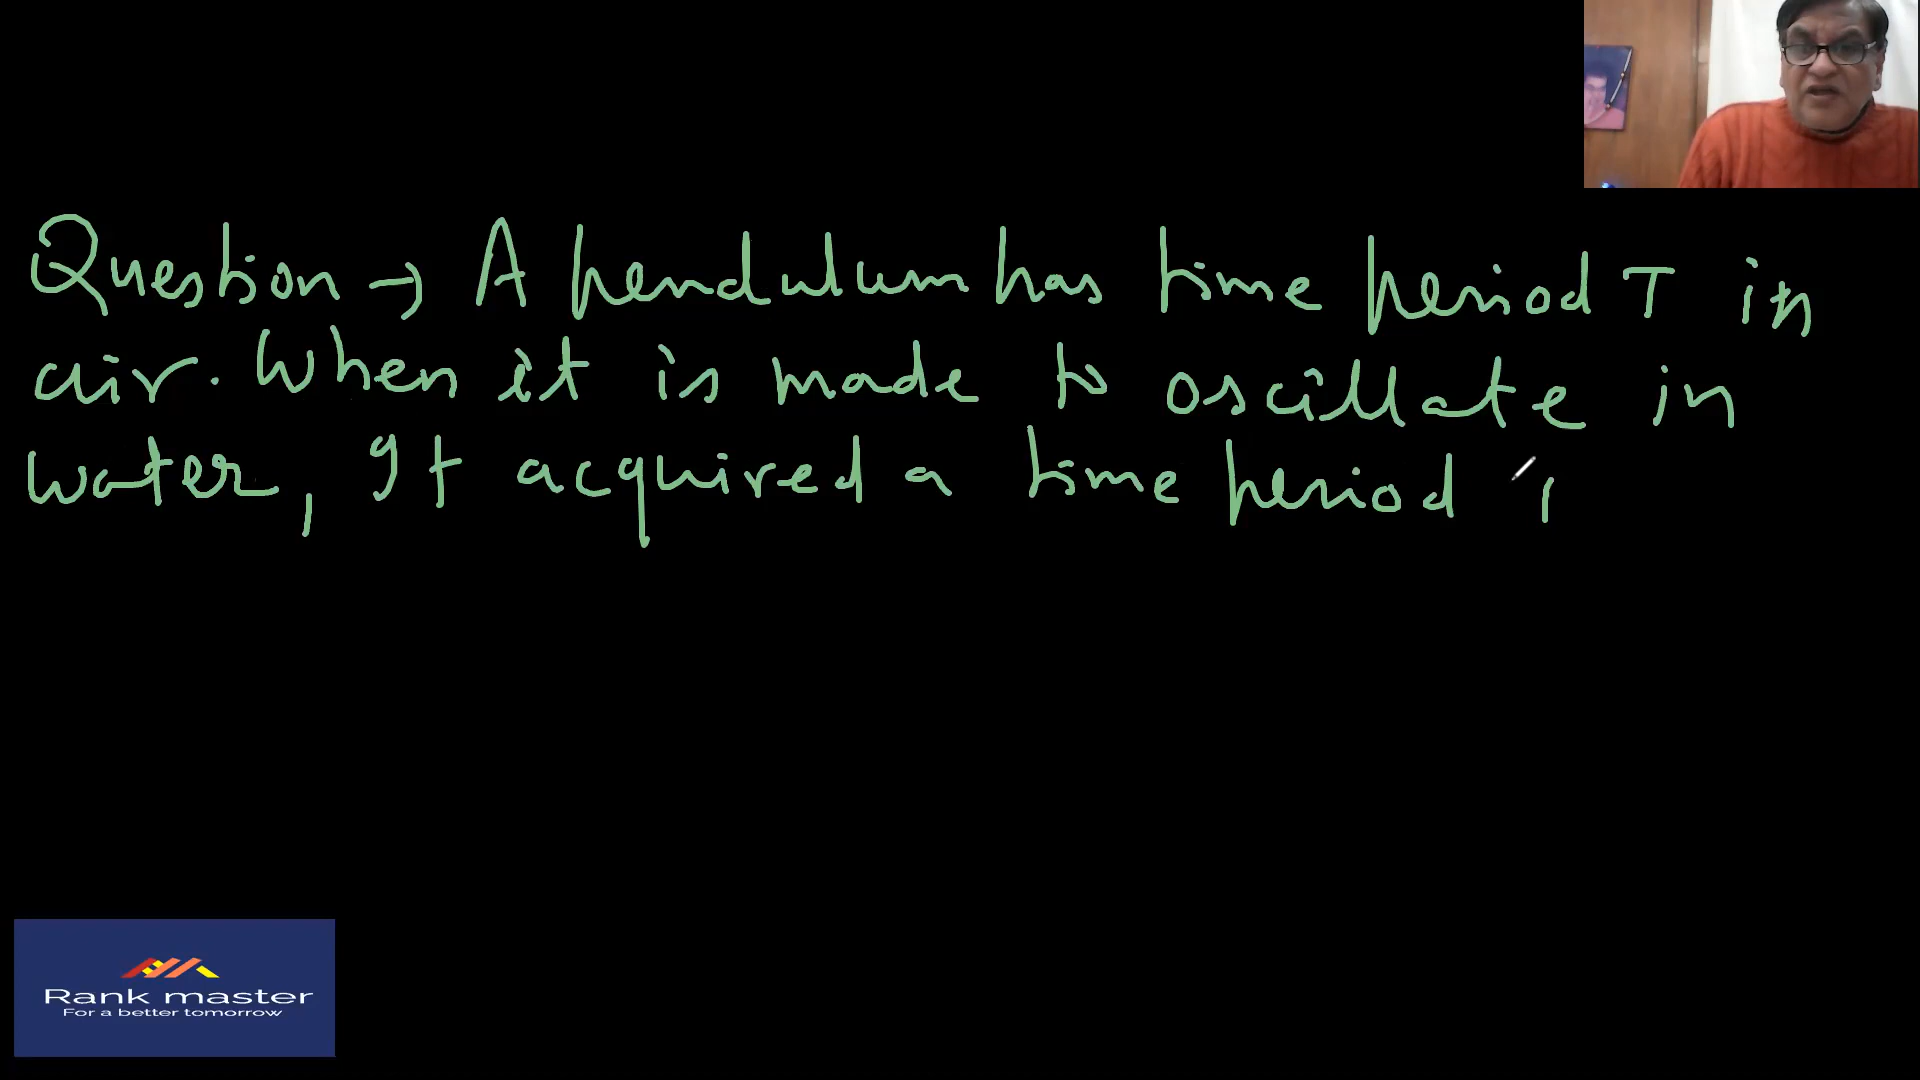 Question → A pendulum has time period T in
air. When it is made to oscillate in
water, It acquired a time period
Rank master
For a better tomorrow